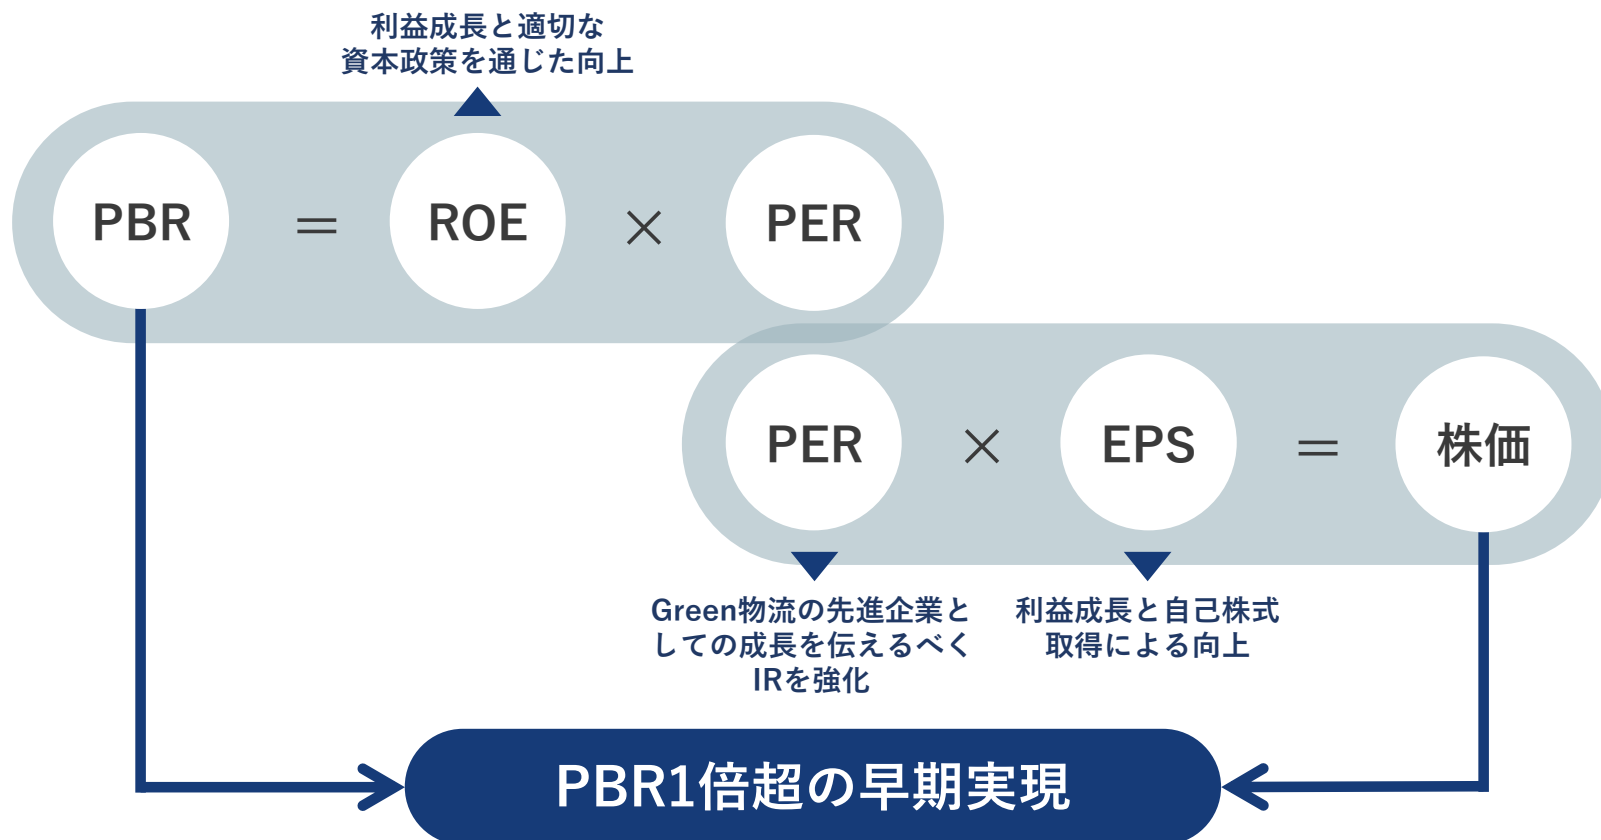 利益成長と適切な
資本政策を通じた向上
PBR = ROE × PER
PER × EPS = 株価
Green物流の先進企業と
しての成長を伝えるべく
IRを強化
利益成長と自己株式
取得による向上
PBR1倍超の早期実現